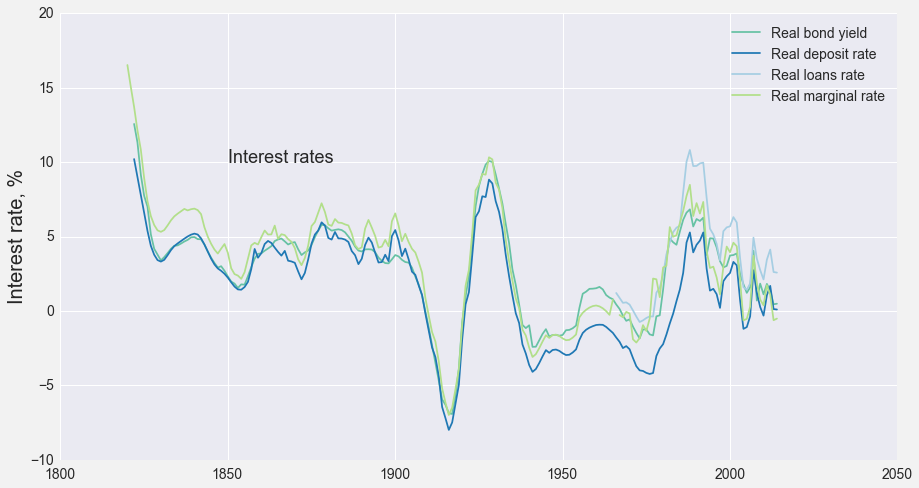 20
15
10
5
0
−5
−10
Interest rate, %
Interest rates
Real bond yield
Real deposit rate
Real loans rate
Real marginal rate
1800 1850 1900 1950 2000 2050